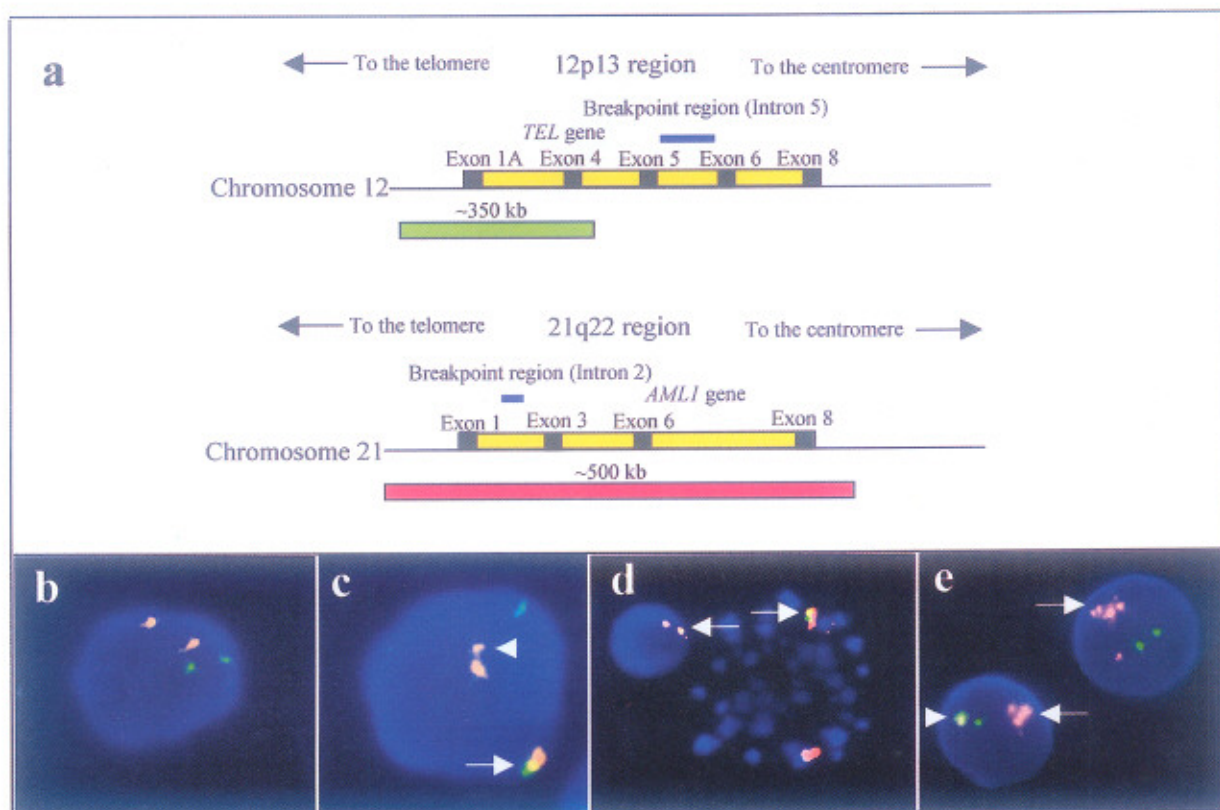 a
To the telomere 12p13 region To the centromere
Breakpoint region (Intron 5)
TEL gene
Exon 1A Exon 4 Exon 5 Exon 6 Exon 8
Chromosome 12
~350 kb
To the telomere 21q22 region To the centromere
Breakpoint region (Intron 2) AML1 gene
Exon 1 Exon 3 Exon 6 Exon 8
Chromosome 21
~500 kb
b c d e